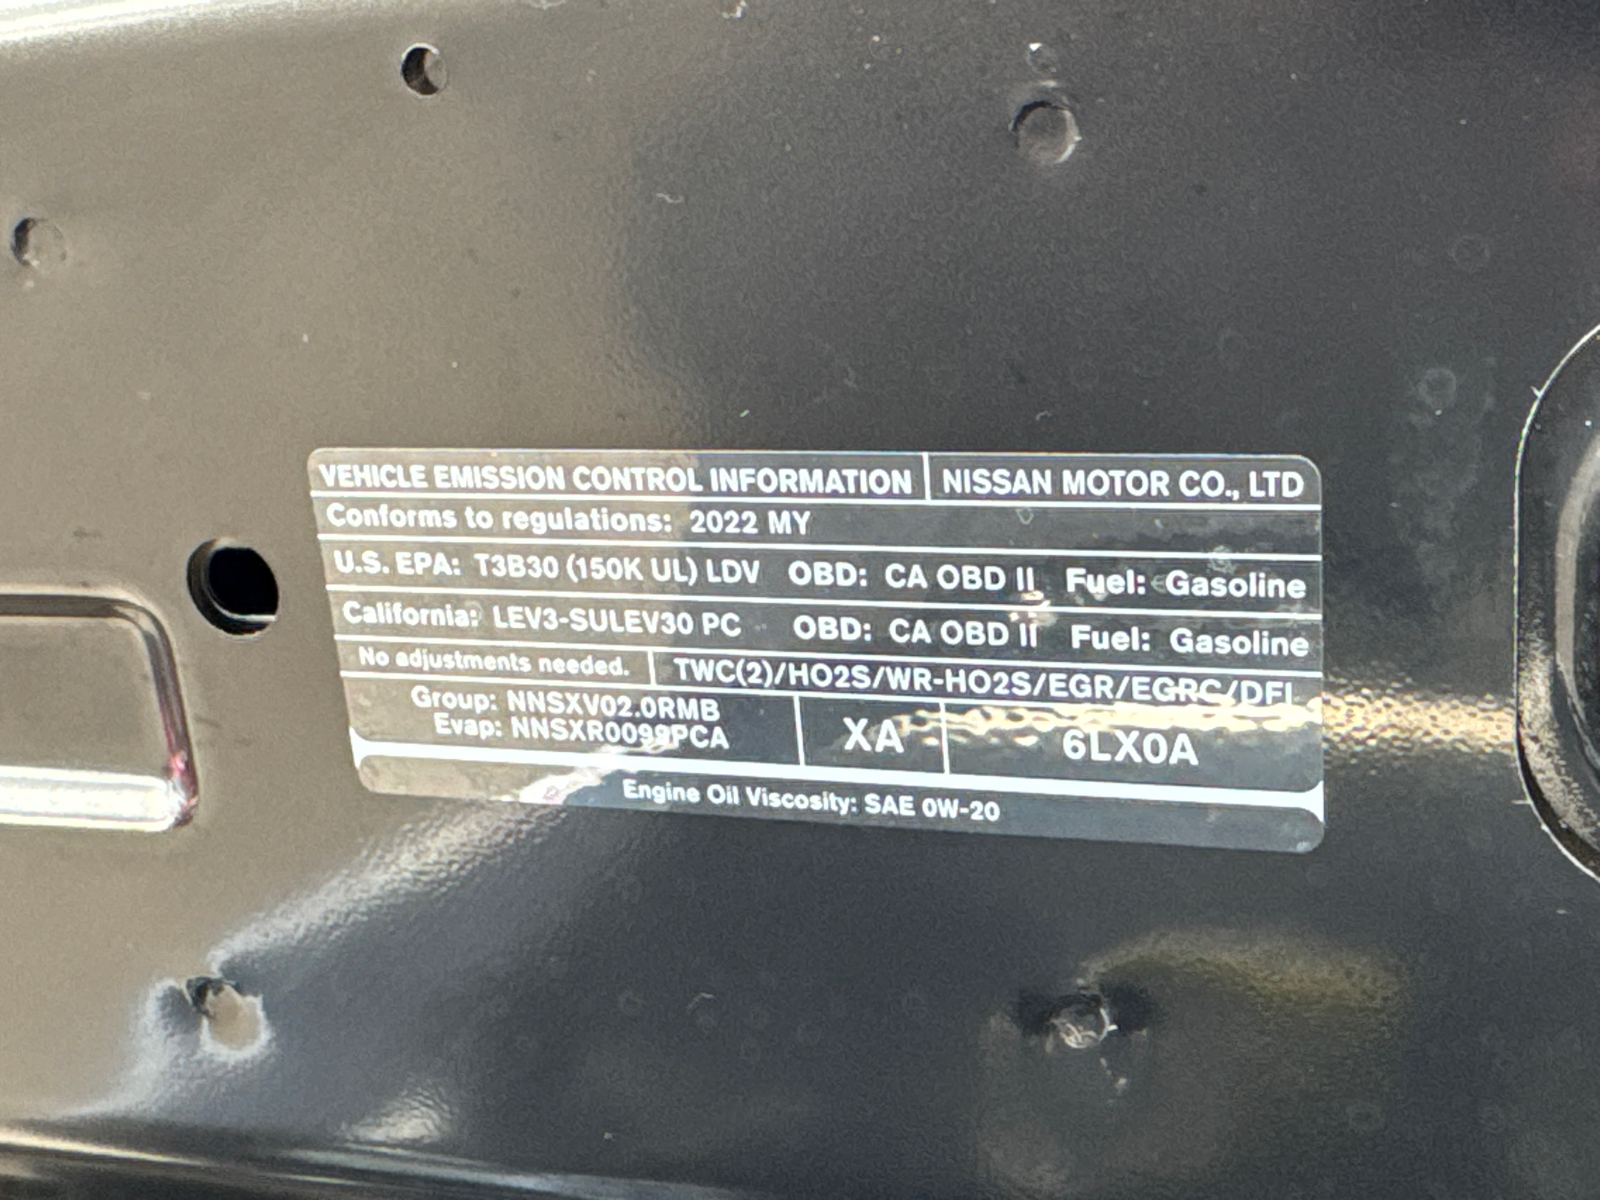 VEHICLE EMISSION CONTROL INFORMATION NISSAN MOTOR CO., LTD
Conforms to regulations: 2022 MY
U.S. EPA: T3B30 (150K UL) LDV OBD: CA OBD II Fuel: Gasoline
California: LEV3-SULEV30 PC OBD: CA OBD II Fuel: Gasoline
No adjustments needed. TWC(2)/HO2S/WR-HO2S/EGR/EGRC/DFI
Group: NNSXV02.0RMB
Evap: NNSXR0099PCA
XA
6LX0A
Engine Oil Viscosity: SAE 0W-20